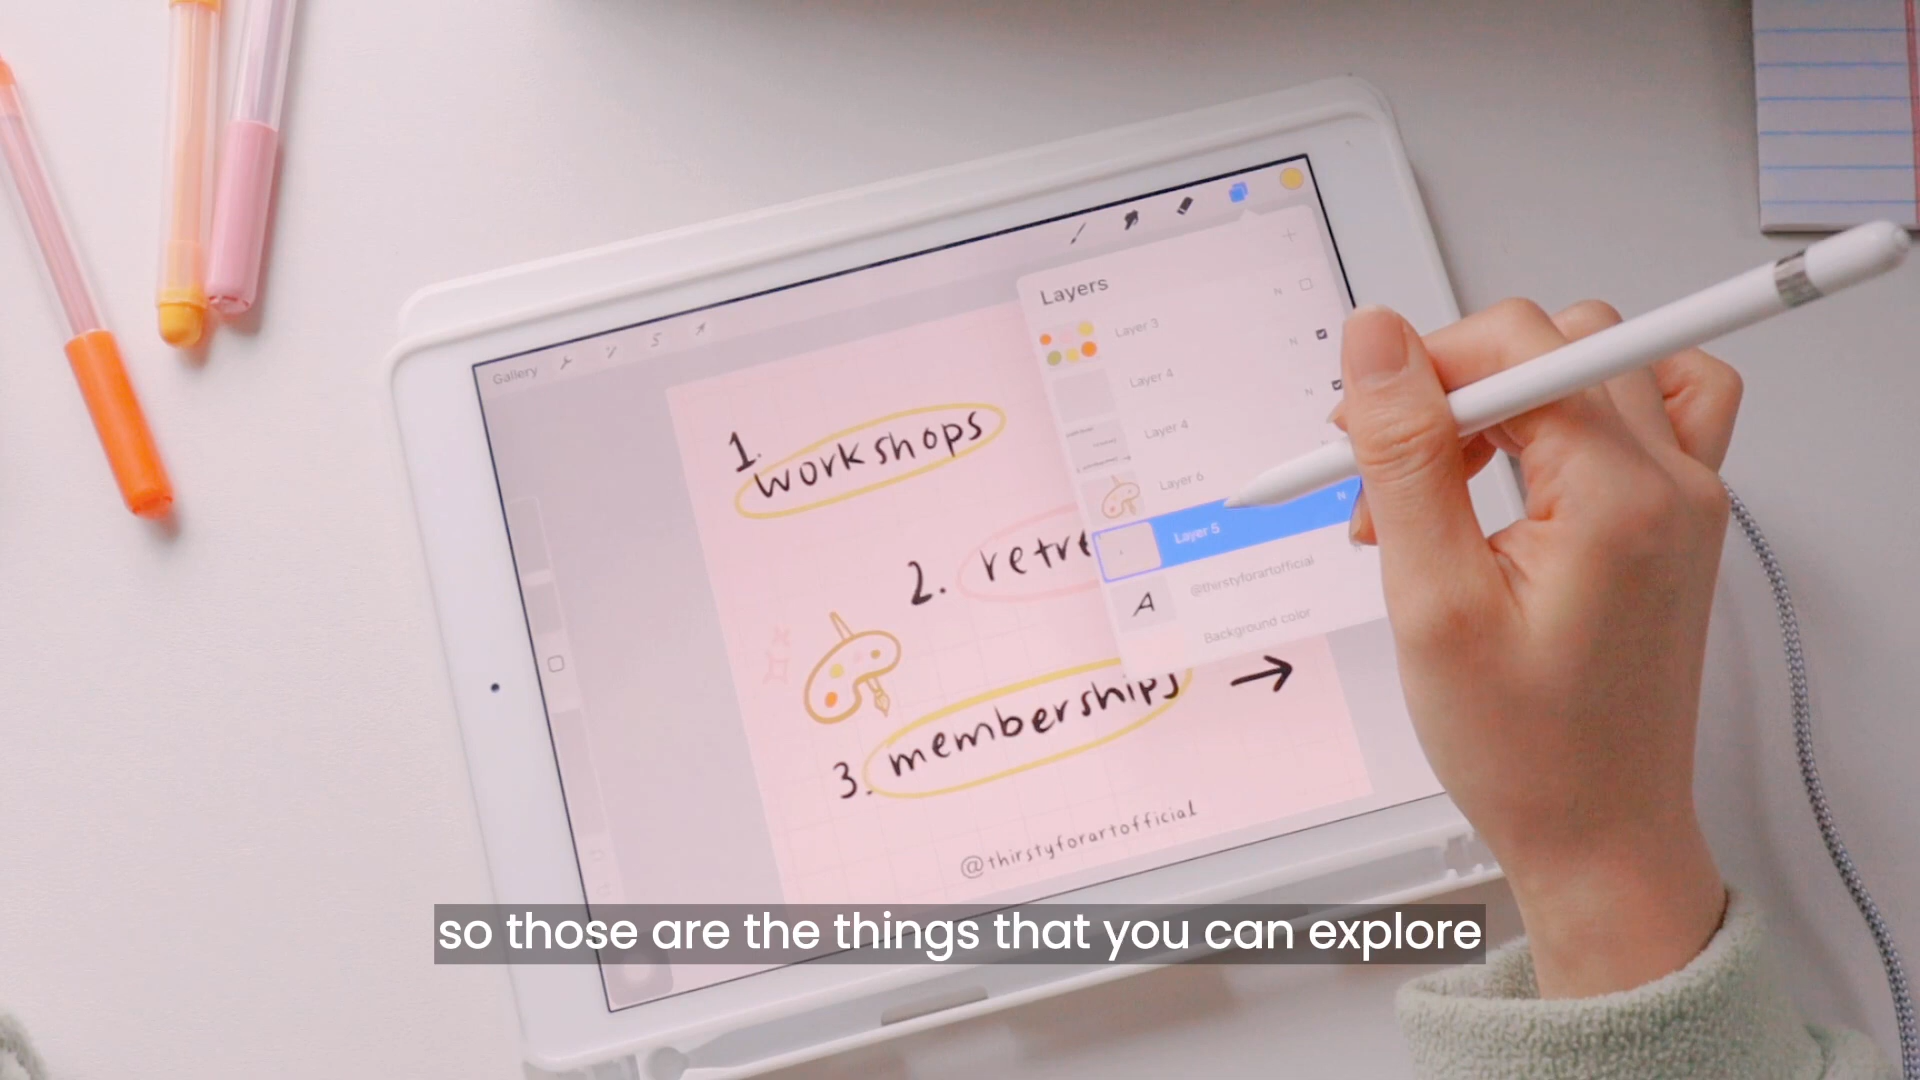 Gallery
Layers
Layer 3
N
Layer 4
N
Layer 4
N
Layer 6
Layer 5
N
A
@thirstyforartofficial
Background color
1. workshops
2. retre
3. memberships
@thirstyforartofficial
so those are the things that you can explore